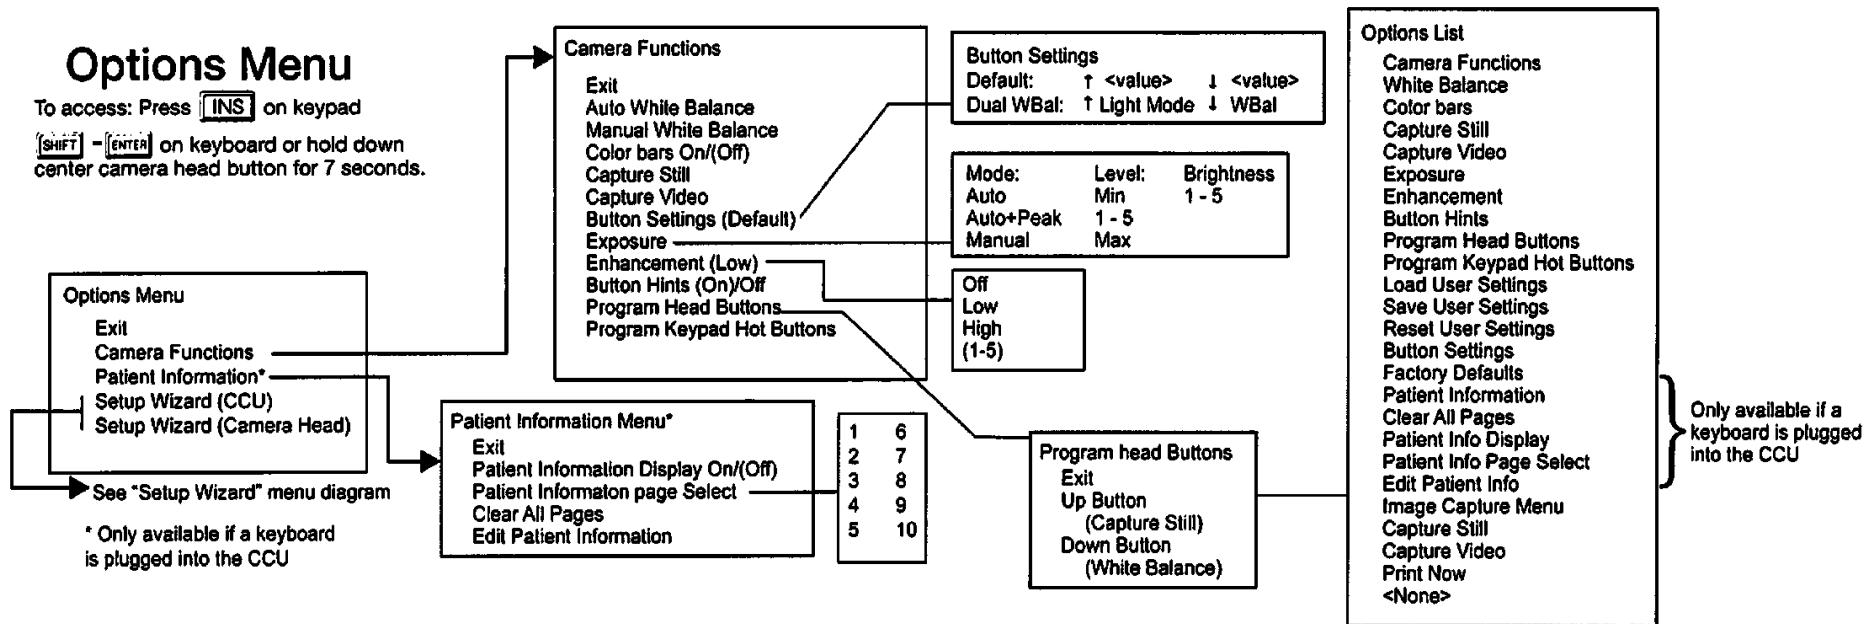 Options Menu
To access: Press INS on keypad
SHIFT - ENTER on keyboard or hold down
center camera head button for 7 seconds.
Options Menu
Exit
Camera Functions
Patient Information*
Setup Wizard (CCU)
Setup Wizard (Camera Head)
See "Setup Wizard" menu diagram
* Only available if a keyboard
is plugged into the CCU
Camera Functions
Exit
Auto White Balance
Manual White Balance
Color bars On/(Off)
Capture Still
Capture Video
Button Settings (Default)
Exposure
Enhancement (Low)
Button Hints (On)/Off
Program Head Buttons
Program Keypad Hot Buttons
Patient Information Menu*
Exit
Patient Information Display On/(Off)
Patient Informaton page Select
Clear All Pages
Edit Patient Information
1 6
2 7
3 8
4 9
5 10
Button Settings
Default: ↑ <value> ↓ <value>
Dual WBal: ↑ Light Mode ↓ WBal
Mode: Level: Brightness
Auto Min 1 - 5
Auto+Peak 1 - 5
Manual Max
Off
Low
High
(1-5)
Program head Buttons
Exit
Up Button
(Capture Still)
Down Button
(White Balance)
Options List
Camera Functions
White Balance
Color bars
Capture Still
Capture Video
Exposure
Enhancement
Button Hints
Program Head Buttons
Program Keypad Hot Buttons
Load User Settings
Save User Settings
Reset User Settings
Button Settings
Factory Defaults
Patient Information
Clear All Pages
Patient Info Display
Patient Info Page Select
Edit Patient Info
Image Capture Menu
Capture Still
Capture Video
Print Now
<None>
Only available if a
keyboard is plugged
into the CCU